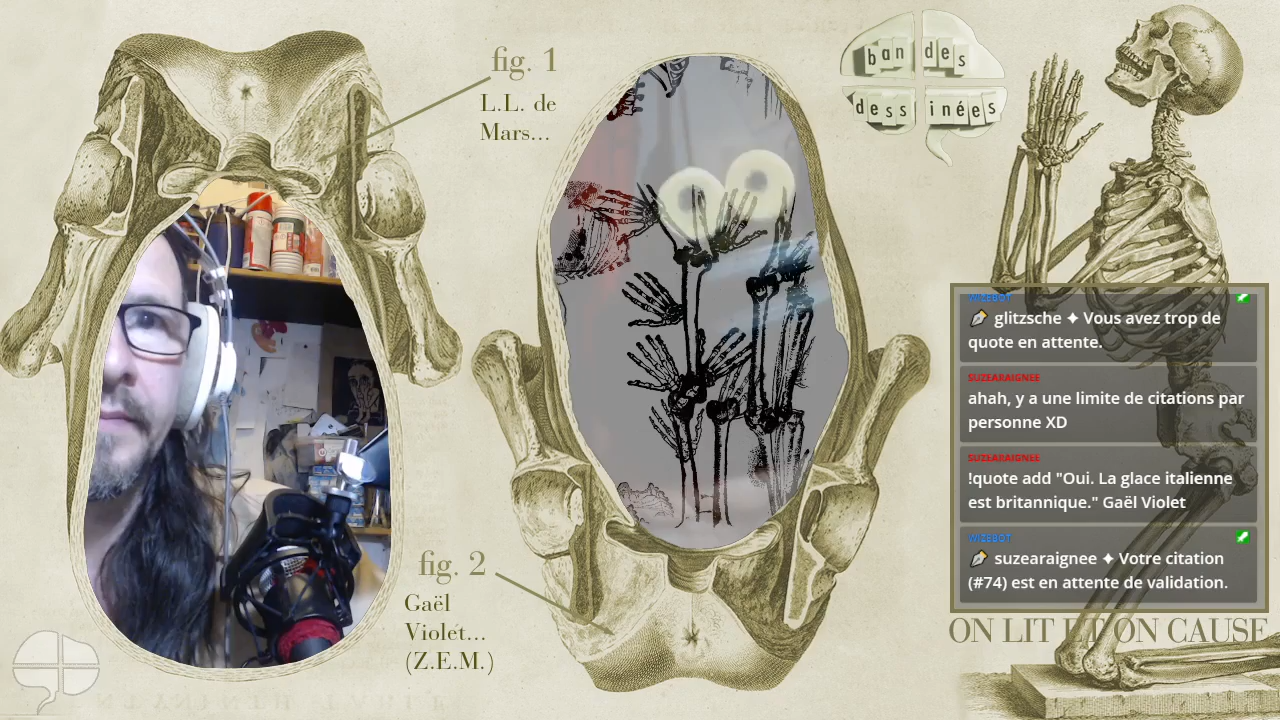 fig. 1
L.L. de
Mars...
fig. 2
Gaël
Violet...
(Z.E.M.)
ban des
dess inées
WIZEBOT
glitzsche ✦ Vous avez trop de
quote en attente.
SUZEARAIGNEE
ahah, y a une limite de citations par
personne XD
SUZEARAIGNEE
!quote add "Oui. La glace italienne
est britannique." Gaël Violet
WIZEBOT
suzearaignee ✦ Votre citation
(#74) est en attente de validation.
ON LIT ET ON CAUSE